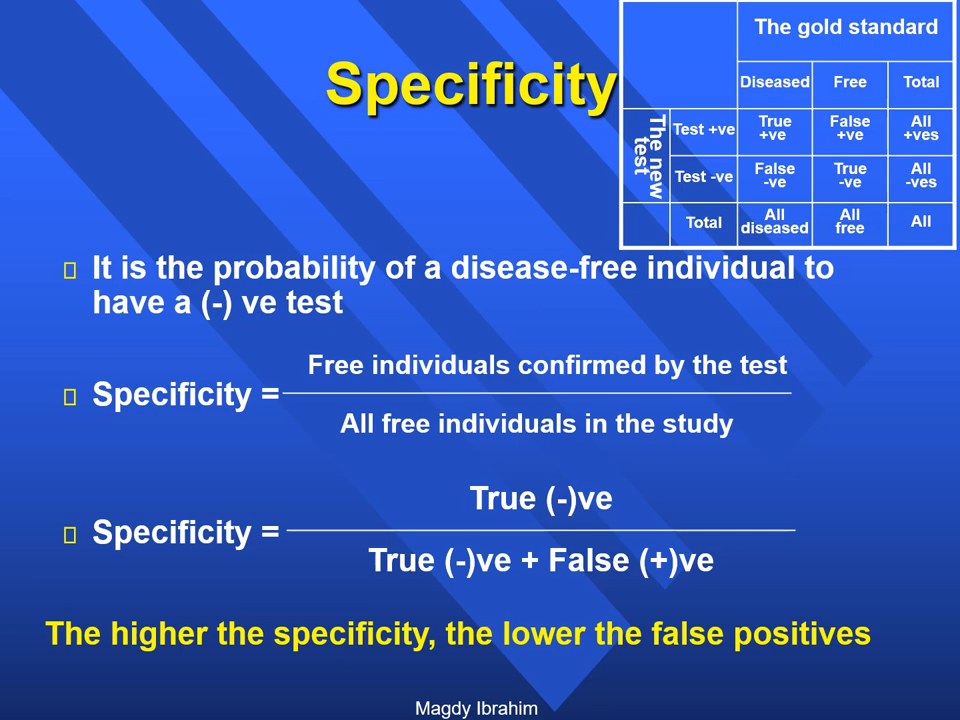 Specificity
The gold standard
Diseased Free Total
The new
test
Test +ve
True
+ve
False
+ve
All
+ves
Test -ve
False
-ve
True
-ve
All
-ves
Total
All
diseased
All
free
All
It is the probability of a disease-free individual to
have a (-) ve test
Free individuals confirmed by the test
Specificity =
All free individuals in the study
True (-)ve
Specificity =
True (-)ve + False (+)ve
The higher the specificity, the lower the false positives
Magdy Ibrahim